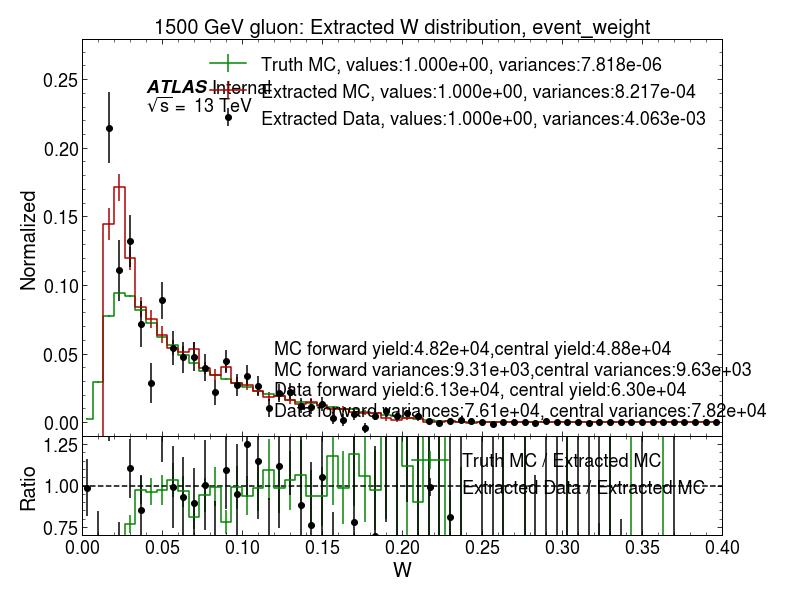 1500 GeV gluon: Extracted W distribution, event_weight
Truth MC, values:1.000e+00, variances:7.818e-06
ATLAS Internal
Extracted MC, values:1.000e+00, variances:8.217e-04
√s = 13 TeV
Extracted Data, values:1.000e+00, variances:4.063e-03
Normalized
0.25
0.20
0.15
0.10
0.05
0.00
MC forward yield:4.82e+04,central yield:4.88e+04
MC forward variances:9.31e+03,central variances:9.63e+03
Data forward yield:6.13e+04, central yield:6.30e+04
Data forward variances:7.61e+04, central variances:7.82e+04
Ratio
1.25
1.00
0.75
Truth MC / Extracted MC
Extracted Data / Extracted MC
0.00 0.05 0.10 0.15 0.20 0.25 0.30 0.35 0.40
W